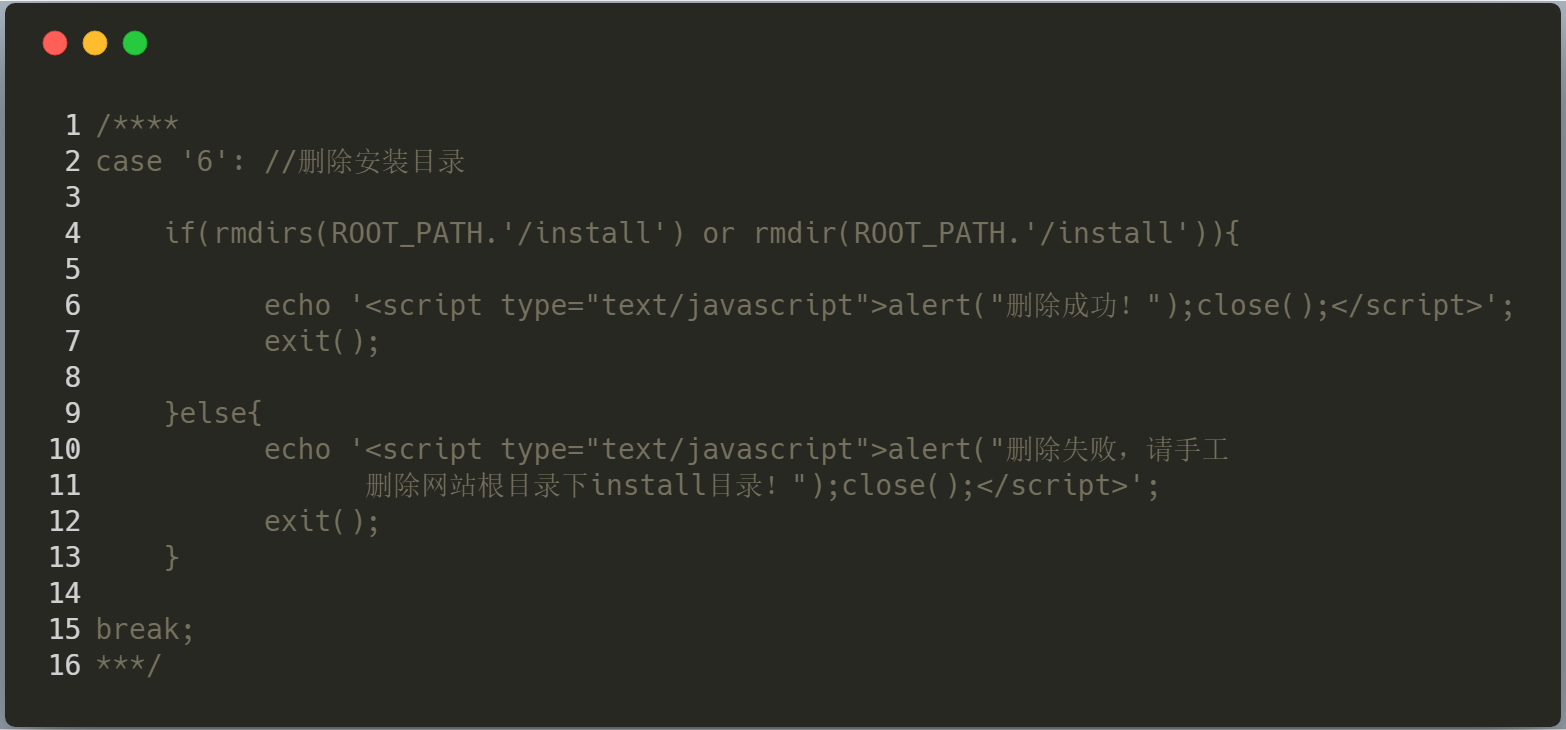 1 /****
2 case '6': //删除安装目录
3
4 if(rmdirs(ROOT_PATH.'/install') or rmdir(ROOT_PATH.'/install')){
5
6 echo '<script type="text/javascript">alert("删除成功！");close();</script>';
7 exit();
8
9 }else{
10 echo '<script type="text/javascript">alert("删除失败，请手工
11 删除网站根目录下install目录！");close();</script>';
12 exit();
13 }
14
15 break;
16 ***/